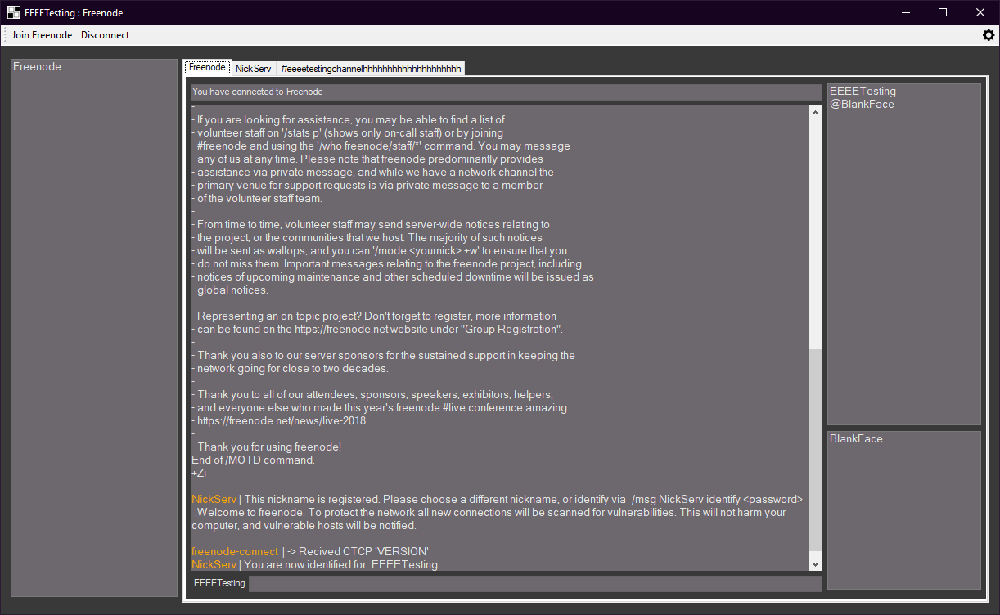 EEEETesting : Freenode
Join Freenode Disconnect
Freenode
Freenode NickServ #eeeetestingchannelhhhhhhhhhhhhhhhhhhhh
You have connected to Freenode
EEEETesting
@BlankFace
-
- If you are looking for assistance, you may be able to find a list of
- volunteer staff on '/stats p' (shows only on-call staff) or by joining
- #freenode and using the '/who freenode/staff/*' command. You may message
- any of us at any time. Please note that freenode predominantly provides
- assistance via private message, and while we have a network channel the
- primary venue for support requests is via private message to a member
- of the volunteer staff team.
-
- From time to time, volunteer staff may send server-wide notices relating to
- the project, or the communities that we host. The majority of such notices
- will be sent as wallops, and you can '/mode <yournick> +w' to ensure that you
- do not miss them. Important messages relating to the freenode project, including
- notices of upcoming maintenance and other scheduled downtime will be issued as
- global notices.
-
- Representing an on-topic project? Don't forget to register, more information
- can be found on the https://freenode.net website under "Group Registration".
-
- Thank you also to our server sponsors for the sustained support in keeping the
- network going for close to two decades.
-
- Thank you to all of our attendees, sponsors, speakers, exhibitors, helpers,
- and everyone else who made this year's freenode #live conference amazing.
- https://freenode.net/news/live-2018
-
- Thank you for using freenode!
End of /MOTD command.
+Zi
NickServ | This nickname is registered. Please choose a different nickname, or identify via /msg NickServ identify <password>
.Welcome to freenode. To protect the network all new connections will be scanned for vulnerabilities. This will not harm your
computer, and vulnerable hosts will be notified.
freenode-connect | -> Recived CTCP 'VERSION'
NickServ | You are now identified for EEEETesting .
BlankFace
EEEETesting